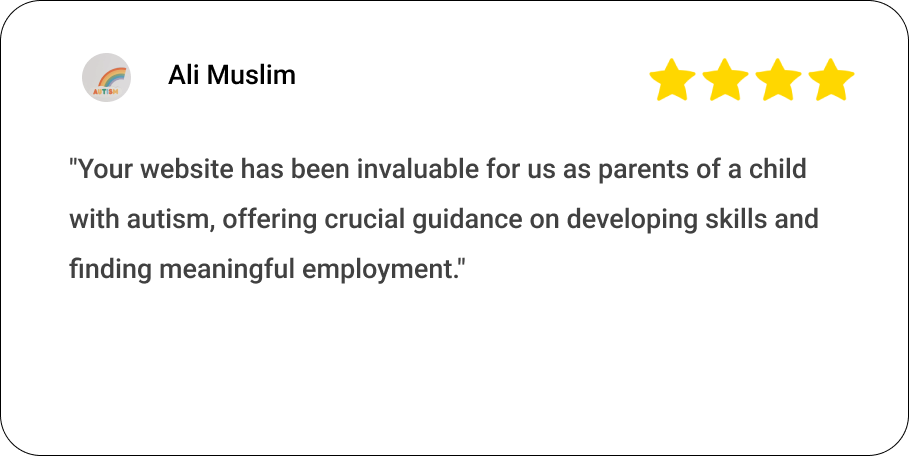 Ali Muslim
AUTISM
"Your website has been invaluable for us as parents of a child
with autism, offering crucial guidance on developing skills and
finding meaningful employment."